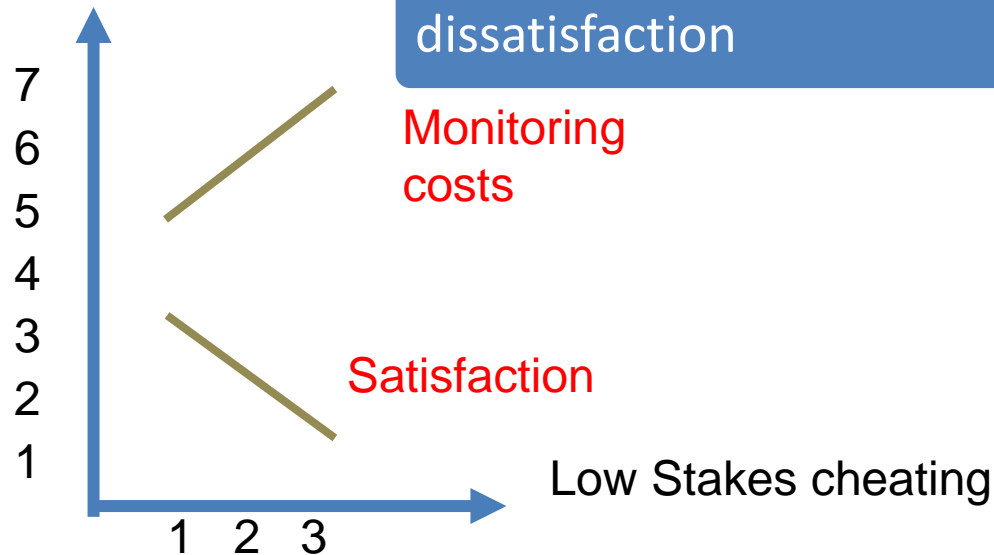 dissatisfaction
7
6
5
4
3
2
1
Monitoring
costs
Satisfaction
Low Stakes cheating
1 2 3